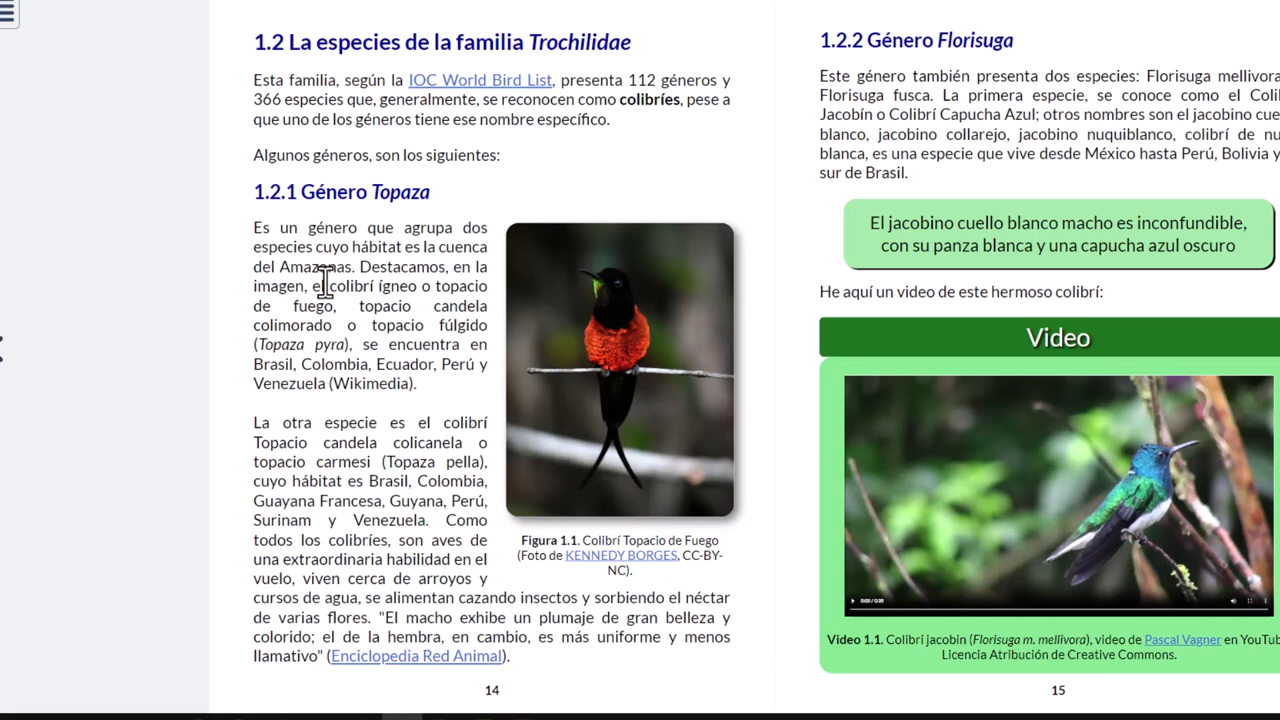 1.2 La especies de la familia Trochilidae
Esta familia, según la IOC World Bird List, presenta 112 géneros y
366 especies que, generalmente, se reconocen como colibríes, pese a
que uno de los géneros tiene ese nombre específico.
Algunos géneros, son los siguientes:
1.2.1 Género Topaza
Es un género que agrupa dos
especies cuyo hábitat es la cuenca
del Amazonas. Destacamos, en la
imagen, el colibrí ígneo o topacio
de fuego, topacio candela
colimorado o topacio fúlgido
(Topaza pyra), se encuentra en
Brasil, Colombia, Ecuador, Perú y
Venezuela (Wikimedia).
La otra especie es el colibrí
Topacio candela colicanela o
topacio carmesi (Topaza pella),
cuyo hábitat es Brasil, Colombia,
Guayana Francesa, Guyana, Perú,
Surinam y Venezuela. Como
todos los colibríes, son aves de
una extraordinaria habilidad en el
vuelo, viven cerca de arroyos y
cursos de agua, se alimentan cazando insectos y sorbiendo el néctar
de varias flores. "El macho exhibe un plumaje de gran belleza y
colorido; el de la hembra, en cambio, es más uniforme y menos
llamativo" (Enciclopedia Red Animal).
Figura 1.1. Colibrí Topacio de Fuego
(Foto de KENNEDY BORGES, CC-BY-
NC).
14
1.2.2 Género Florisuga
Este género también presenta dos especies: Florisuga mellivora
Florisuga fusca. La primera especie, se conoce como el Coli
Jacobín o Colibrí Capucha Azul; otros nombres son el jacobino cue
blanco, jacobino collarejo, jacobino nuquiblanco, colibrí de nu
blanca, es una especie que vive desde México hasta Perú, Bolivia y
sur de Brasil.
El jacobino cuello blanco macho es inconfundible,
con su panza blanca y una capucha azul oscuro
He aquí un video de este hermoso colibrí:
Video
Video 1.1. Colibri jacobin (Florisuga m. mellivora), video de Pascal Vagner en YouTub
Licencia Atribución de Creative Commons.
15